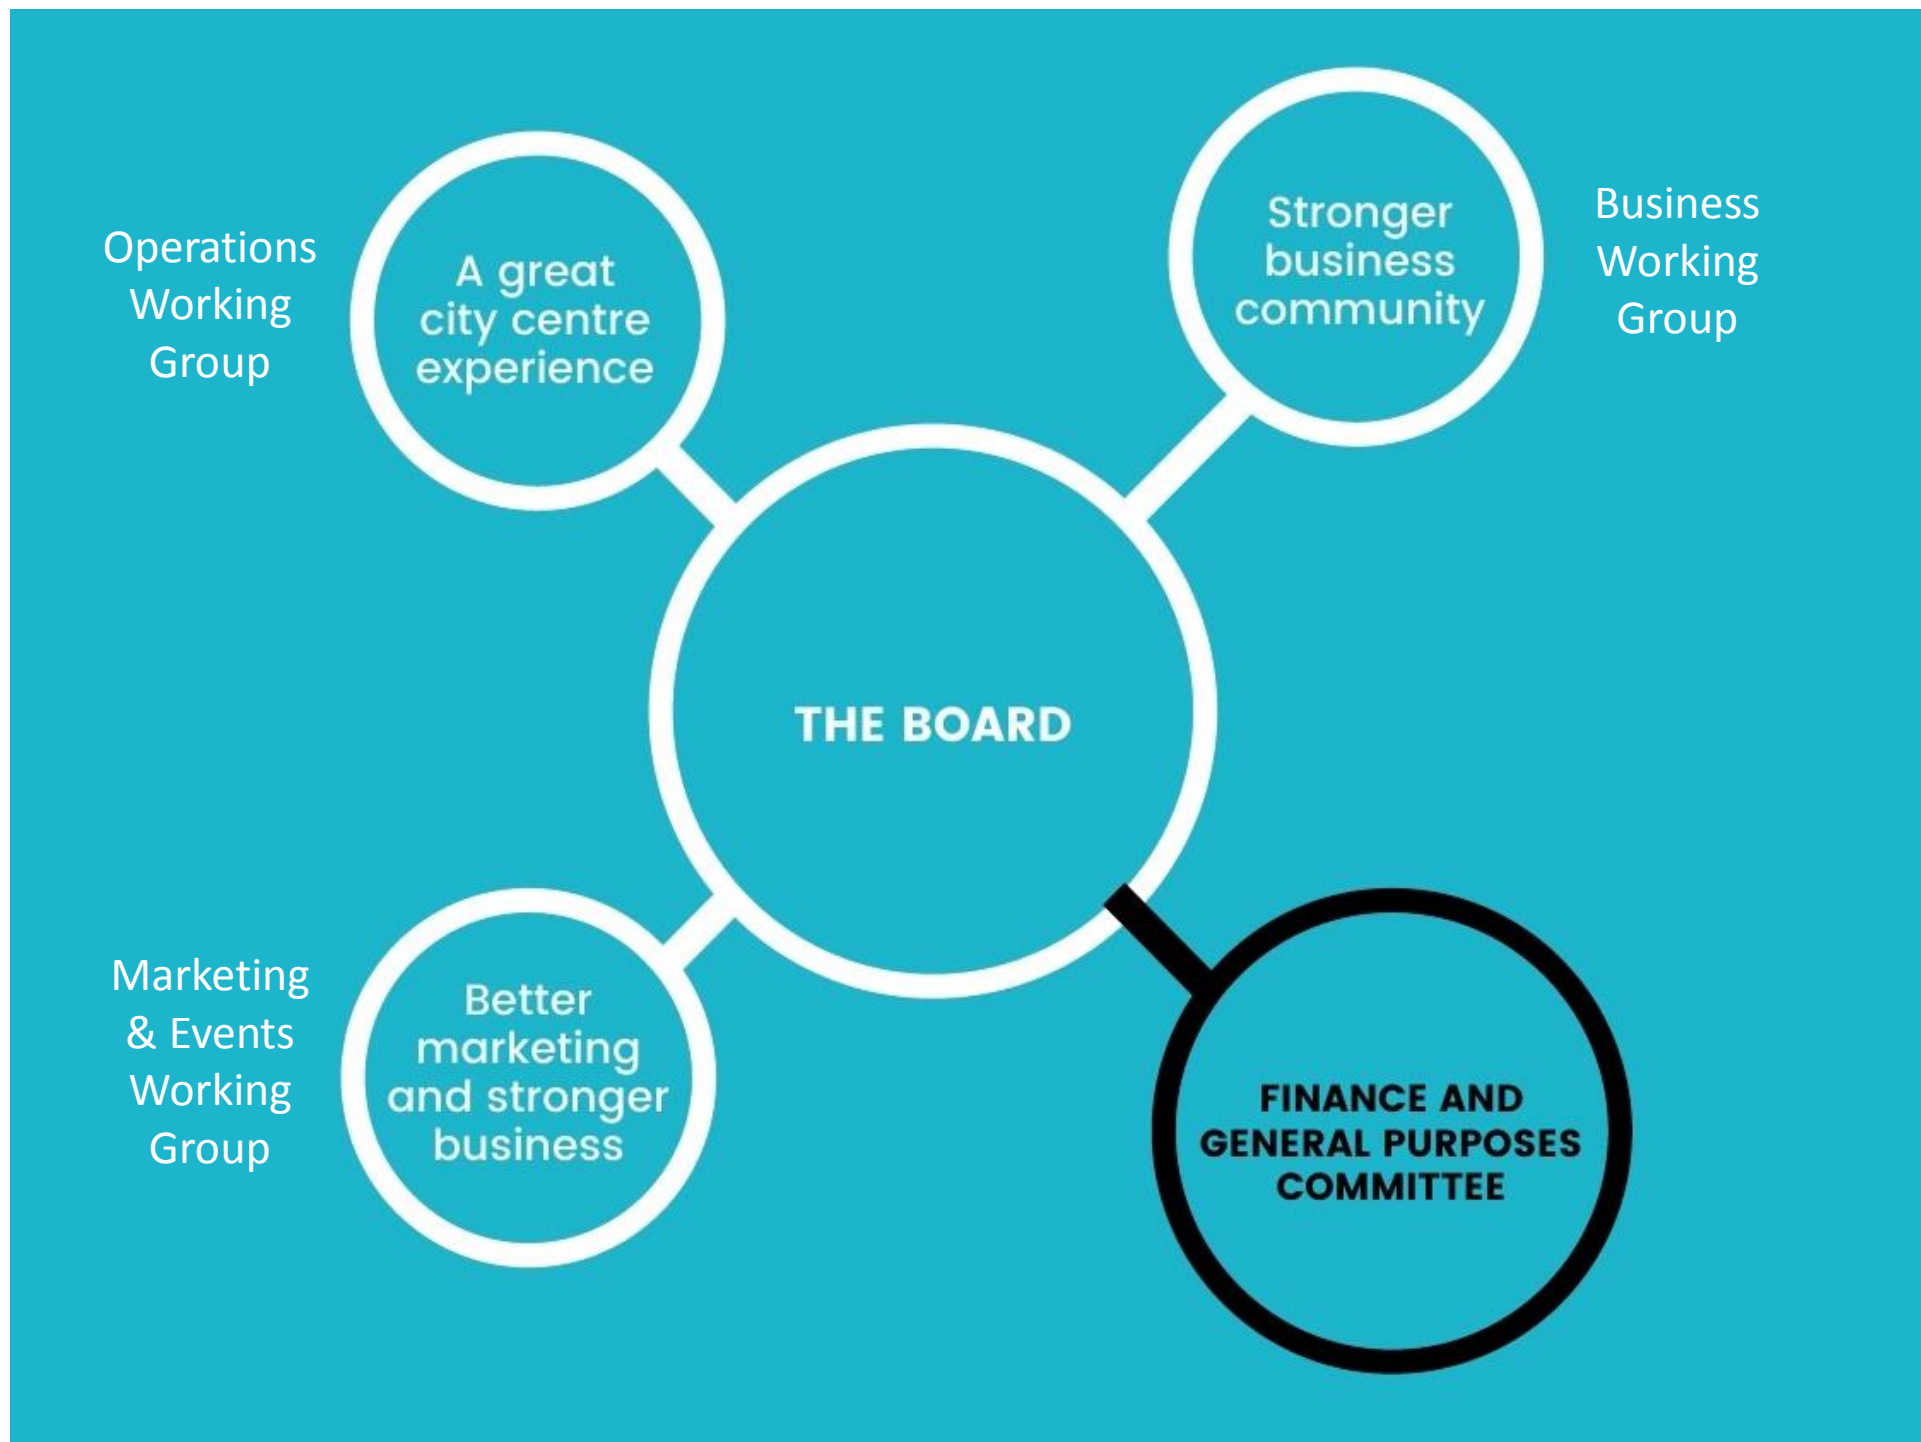 Operations
Working
Group
A great
city centre
experience
Stronger
business
community
Business
Working
Group
THE BOARD
Marketing
& Events
Working
Group
Better
marketing
and stronger
business
FINANCE AND
GENERAL PURPOSES
COMMITTEE